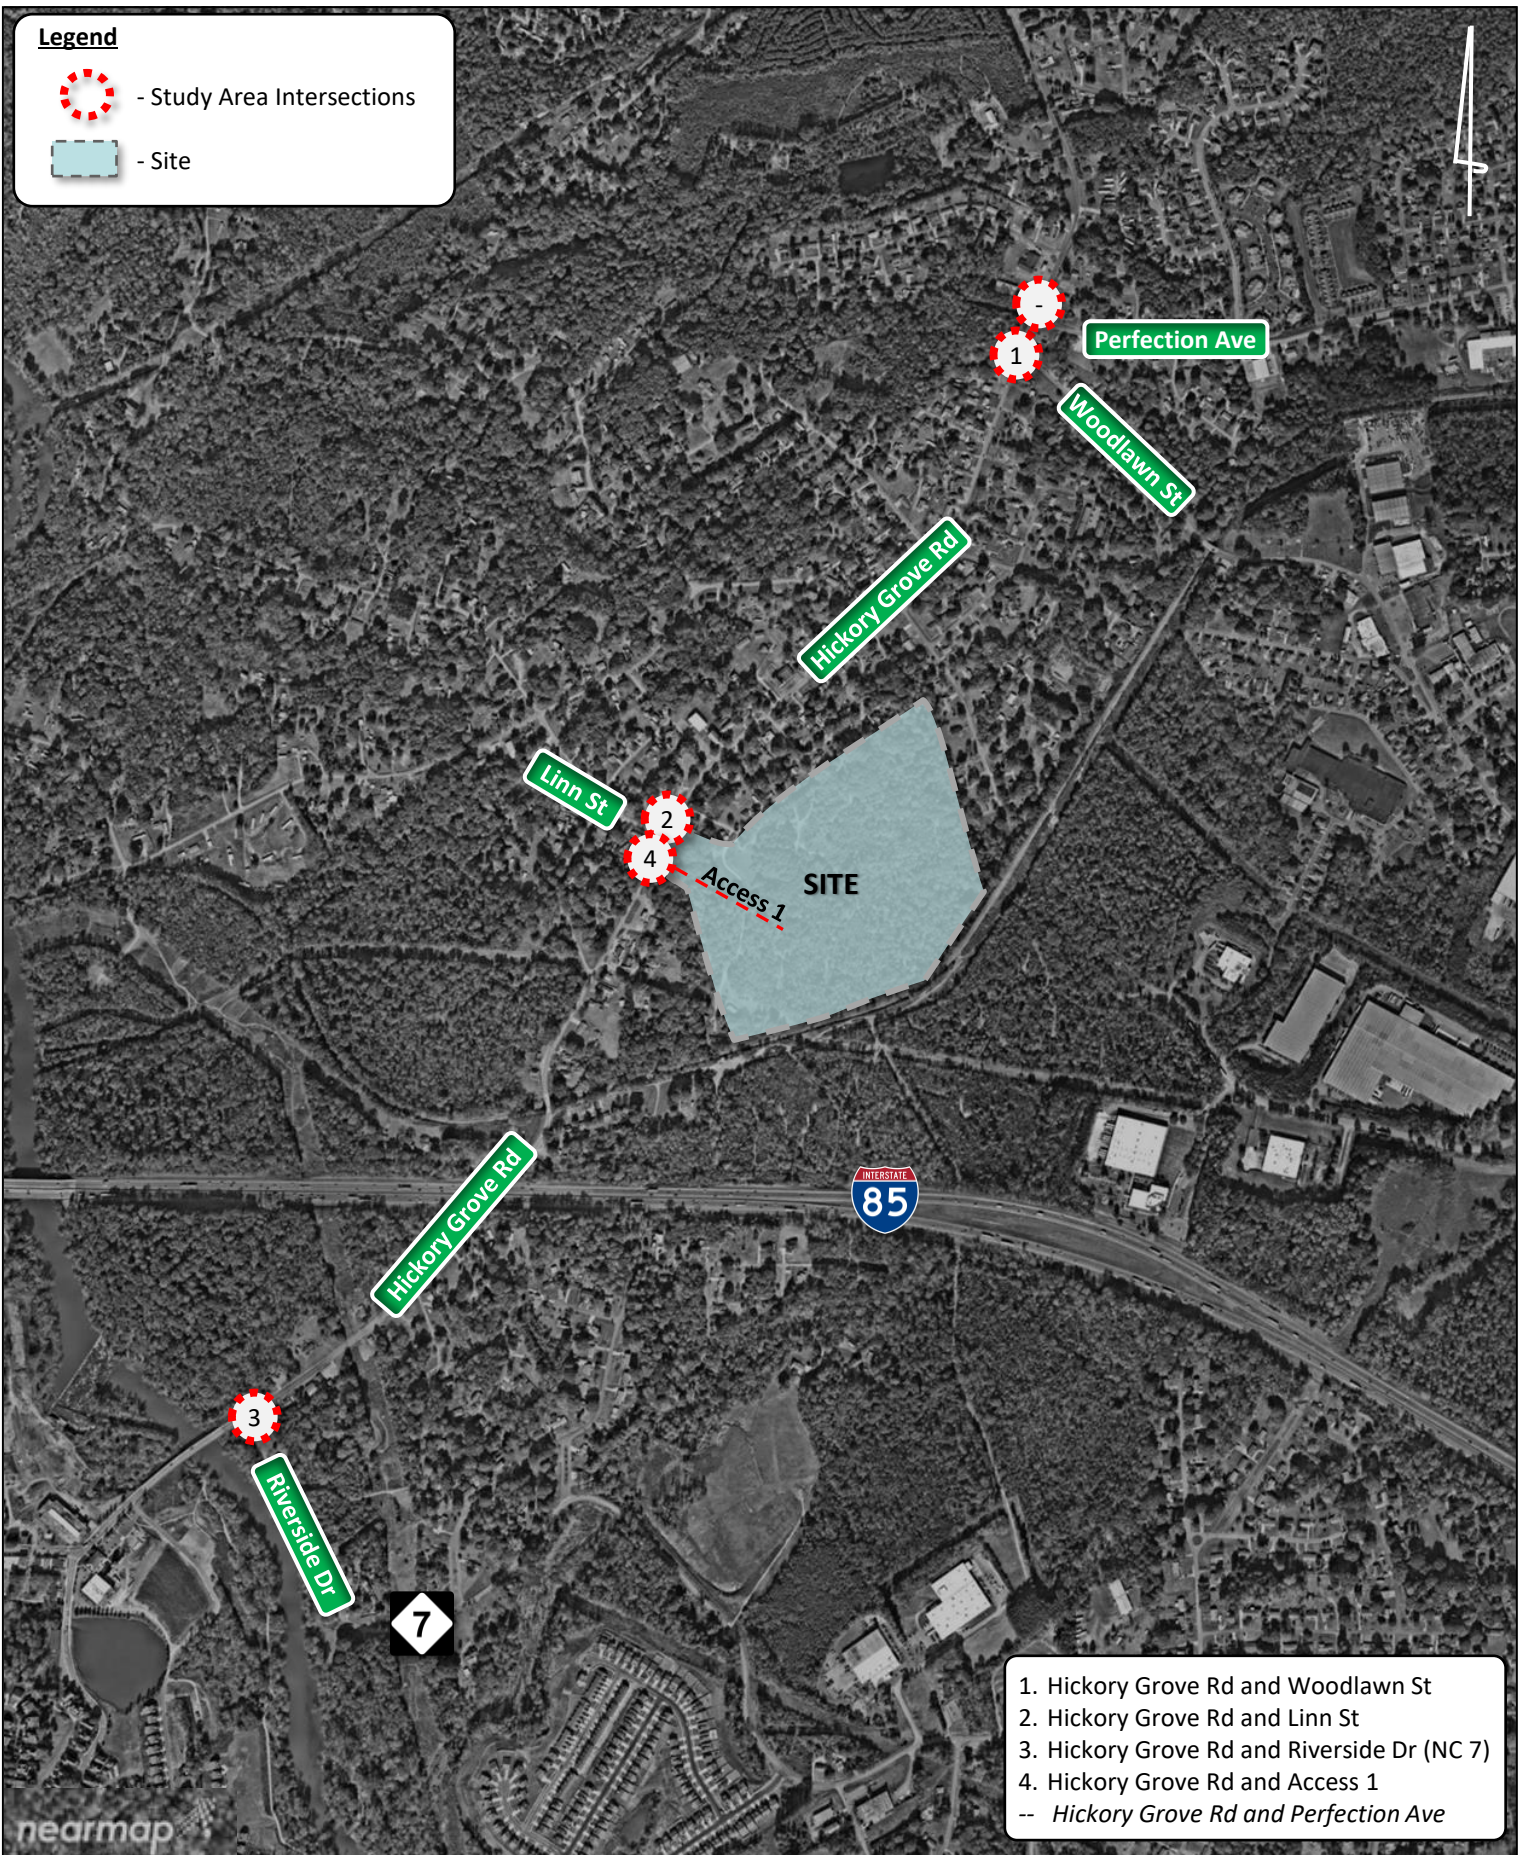 Legend
- Study Area Intersections
- Site
-
Perfection Ave
1
Woodlawn St
Hickory Grove Rd
Linn St
2
4
Access 1
SITE
Hickory Grove Rd
INTERSTATE
85
3
Riverside Dr
7
1. Hickory Grove Rd and Woodlawn St
2. Hickory Grove Rd and Linn St
3. Hickory Grove Rd and Riverside Dr (NC 7)
4. Hickory Grove Rd and Access 1
-- Hickory Grove Rd and Perfection Ave
nearmap